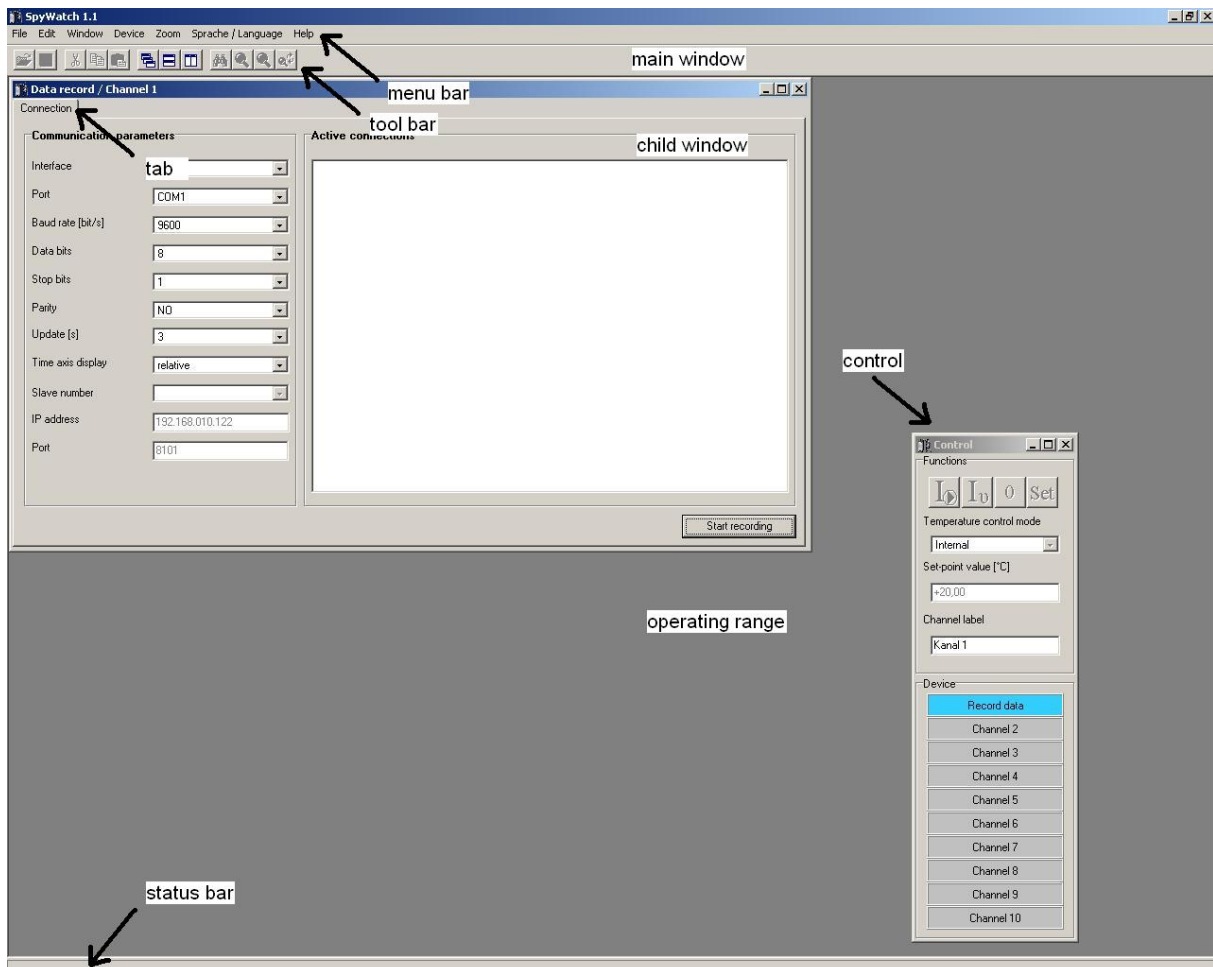 SpyWatch 1.1
File Edit Window Device Zoom Sprache / Language Help
main window
menu bar
tool bar
Data record / Channel 1
Connection
tab
child window
Communication parameters
Interface
Port COM1
Baud rate [bit/s] 9600
Data bits 8
Stop bits 1
Parity NO
Update [s] 3
Time axis display relative
Slave number
IP address 192.168.010.122
Port 8101
Active connections
Start recording
control
Control
Functions
0 Set
Temperature control mode
Internal
Set-point value [°C]
+20,00
Channel label
Kanal 1
Device
Record data
Channel 2
Channel 3
Channel 4
Channel 5
Channel 6
Channel 7
Channel 8
Channel 9
Channel 10
operating range
status bar